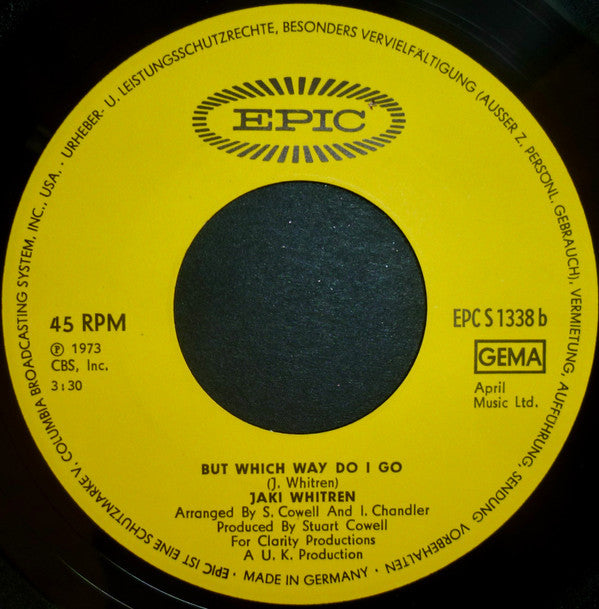 EPIC
45 RPM
℗ 1973
CBS, Inc.
3:30
EPC S 1338 b
GEMA
April
Music Ltd.
BUT WHICH WAY DO I GO
(J. Whitren)
JAKI WHITREN
Arranged By S. Cowell And I. Chandler
Produced By Stuart Cowell
For Clarity Productions
A U. K. Production
EPIC IST EINE SCHUTZMARKE V. COLUMBIA BROADCASTING SYSTEM, INC., USA. · URHEBER- U. LEISTUNGSSCHUTZRECHTE, BESONDERS VERVIELFÄLTIGUNG (AUSSER Z. PERSÖNL. GEBRAUCH), VERMIETUNG, AUFFÜHRUNG, SENDUNG VORBEHALTEN · MADE IN GERMANY ·